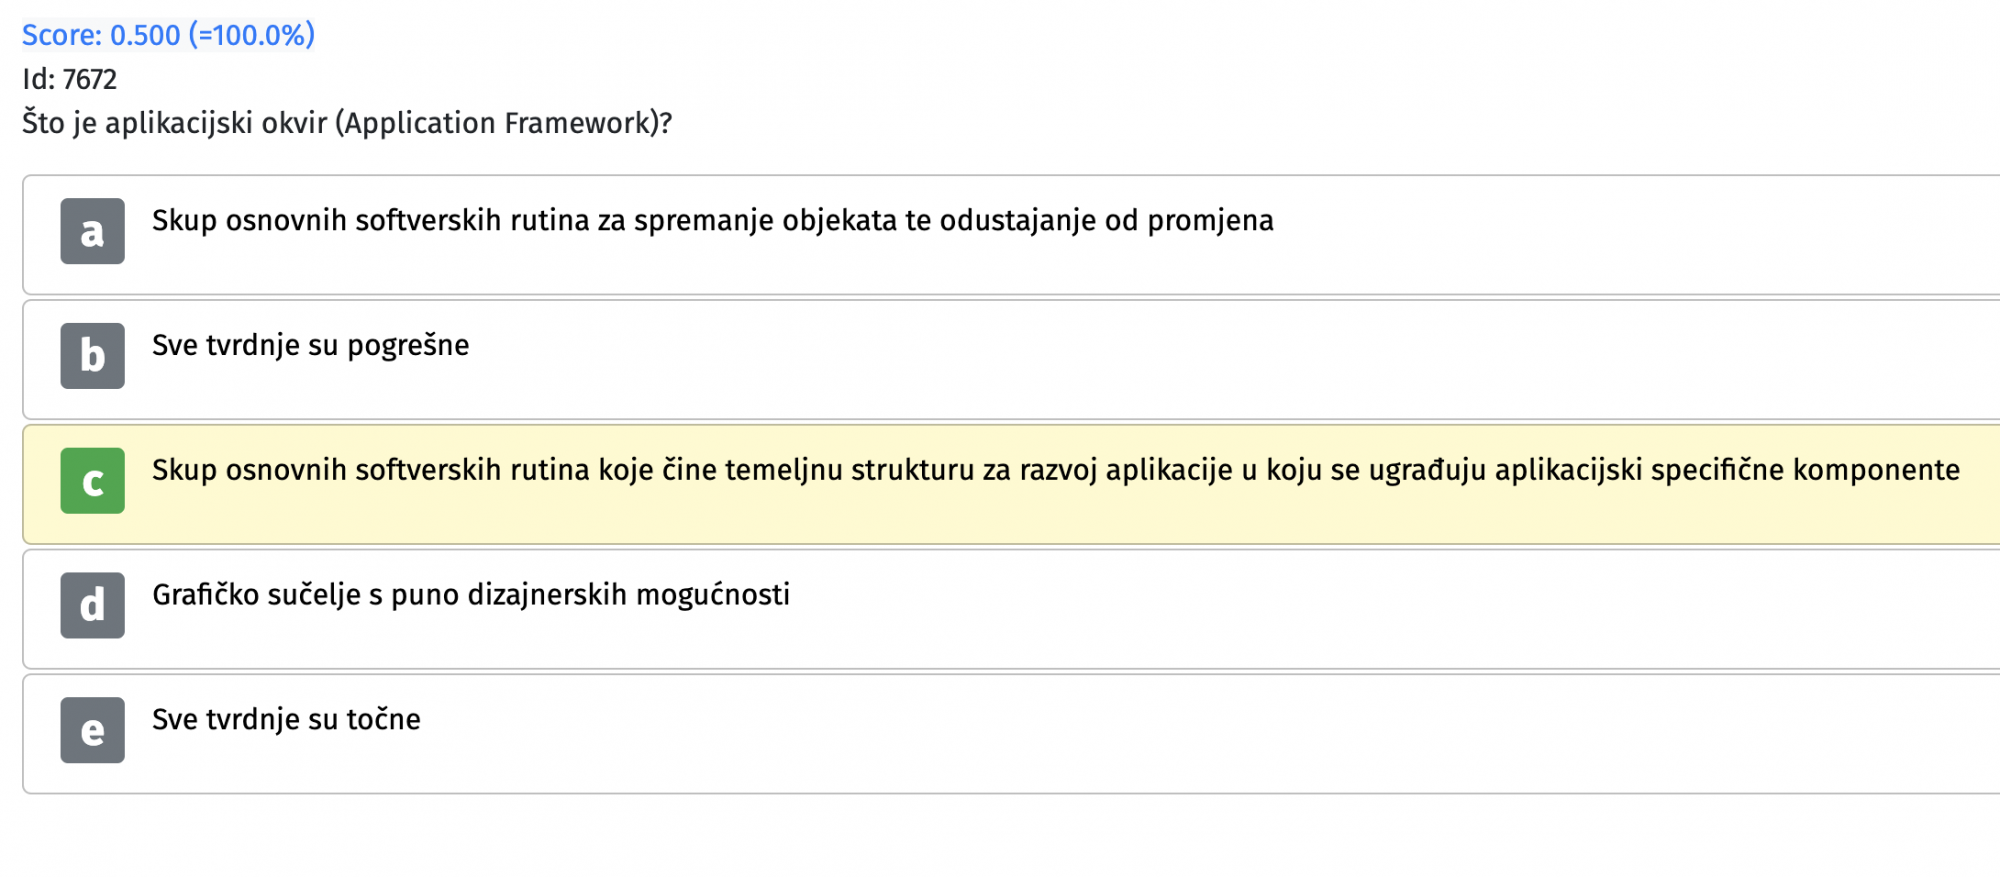 Score: 0.500 (=100.0%)
Id: 7672
Što je aplikacijski okvir (Application Framework)?
a Skup osnovnih softverskih rutina za spremanje objekata te odustajanje od promjena
b Sve tvrdnje su pogrešne
c Skup osnovnih softverskih rutina koje čine temeljnu strukturu za razvoj aplikacije u koju se ugrađuju aplikacijski specifične komponente
d Grafičko sučelje s puno dizajnerskih mogućnosti
e Sve tvrdnje su točne